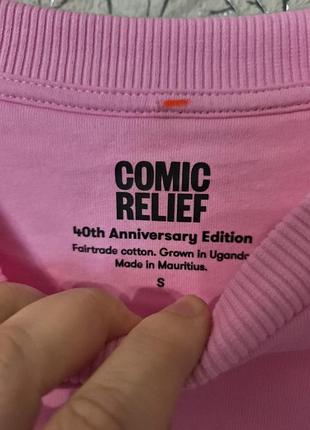 COMIC
RELIEF
40th Anniversary Edition
Fairtrade cotton. Grown in Uganda
Made in Mauritius.
S